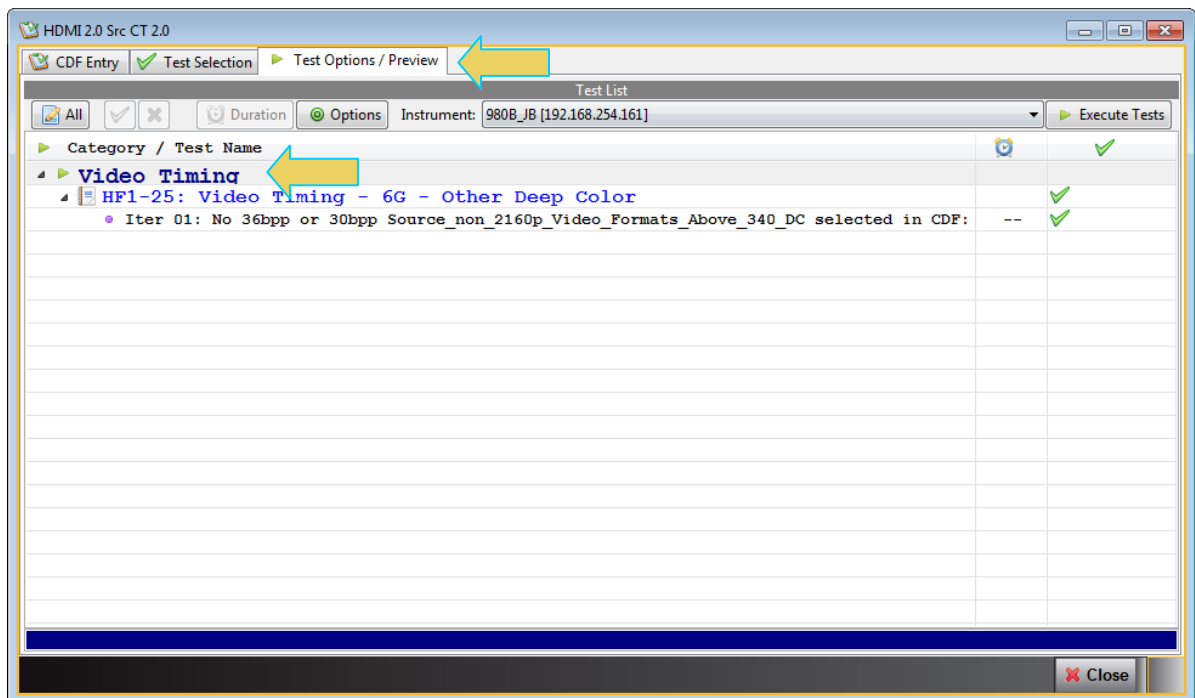 HDMI 2.0 Src CT 2.0
CDF Entry Test Selection Test Options / Preview
Test List
All Duration Options Instrument: 980B_JB [192.168.254.161] Execute Tests
Category / Test Name
Video Timing
HF1-25: Video Timing - 6G - Other Deep Color
Iter 01: No 36bpp or 30bpp Source_non_2160p_Video_Formats_Above_340_DC selected in CDF: --
Close